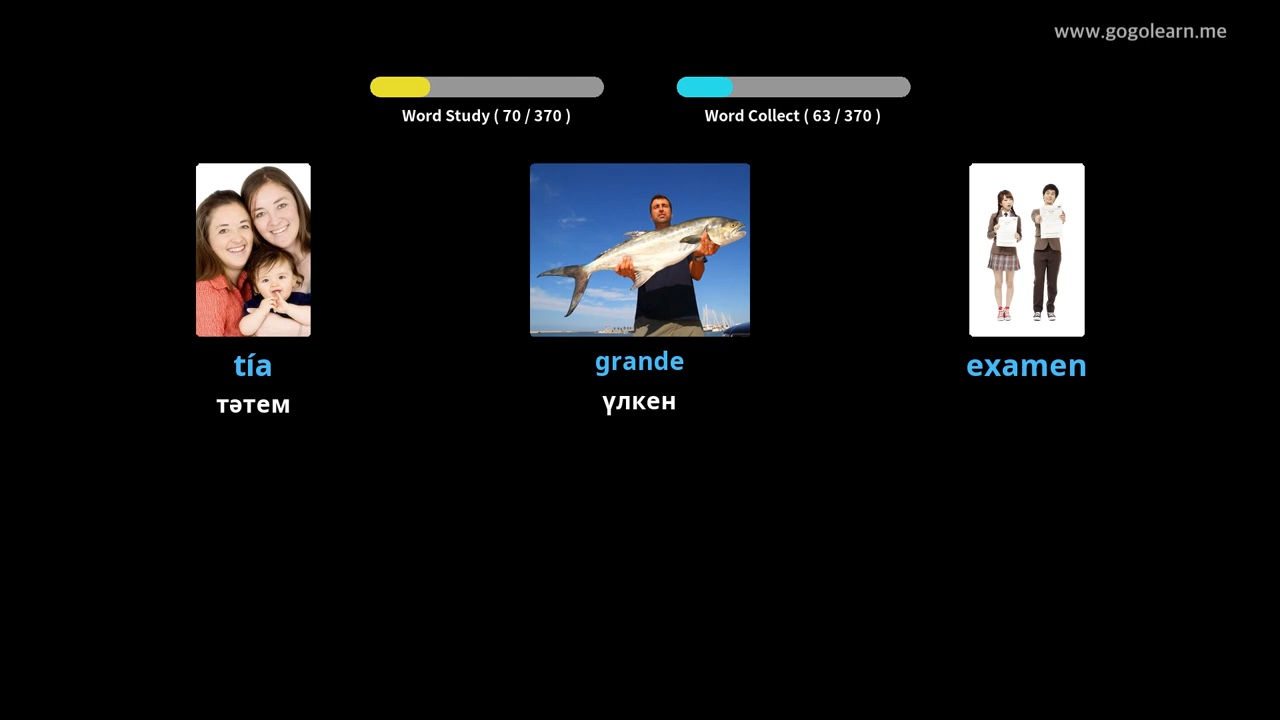 www.gogolearn.me
Word Study ( 70 / 370 )
Word Collect ( 63 / 370 )
tía
grande
examen
тәтем
үлкен